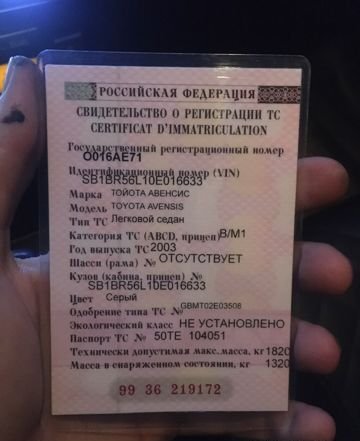 РОССИЙСКАЯ ФЕДЕРАЦИЯ
СВИДЕТЕЛЬСТВО О РЕГИСТРАЦИИ ТС
CERTIFICAT D'IMMATRICULATION
Государственный регистрационный номер
О016АЕ71
Идентификационный номер (VIN)
SB1BR56L10E016633
Марка ТОЙОТА АВЕНСИС
Модель TOYOTA AVENSIS
Тип ТС Легковой седан
Категория ТС (ABCD, прицеп) B/M1
Год выпуска ТС 2003
Шасси (рама) № ОТСУТСТВУЕТ
Кузов (кабина, прицеп) №
SB1BR56L10E016633
Цвет Серый
Одобрение типа ТС № GBMT02E03508
Экологический класс НЕ УСТАНОВЛЕНО
Паспорт ТС № 50ТЕ 104051
Технически допустимая макс. масса, кг 1820
Масса в снаряженном состоянии, кг 1320
99 36 219172